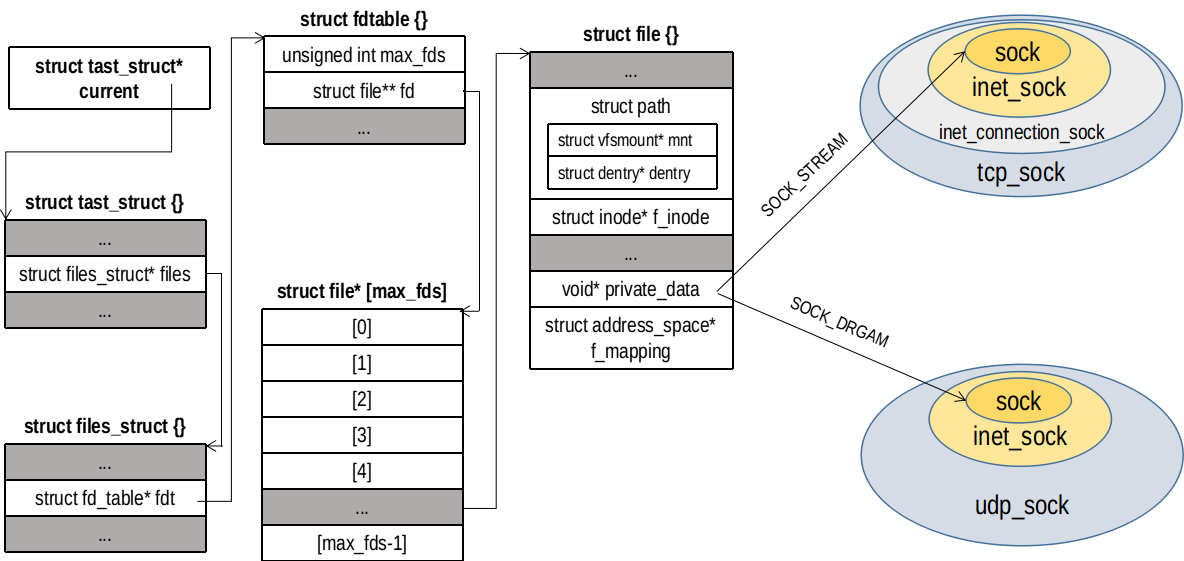 struct tast_struct*
current
struct tast_struct {}
...
struct files_struct* files
...
struct files_struct {}
...
struct fd_table* fdt
...
struct fdtable {}
unsigned int max_fds
struct file** fd
...
struct file* [max_fds]
[0]
[1]
[2]
[3]
[4]
...
[max_fds-1]
struct file {}
...
struct path
struct vfsmount* mnt
struct dentry* dentry
struct inode* f_inode
...
void* private_data
struct address_space*
f_mapping
SOCK_STREAM
SOCK_DRGAM
sock
inet_sock
inet_connection_sock
tcp_sock
sock
inet_sock
udp_sock